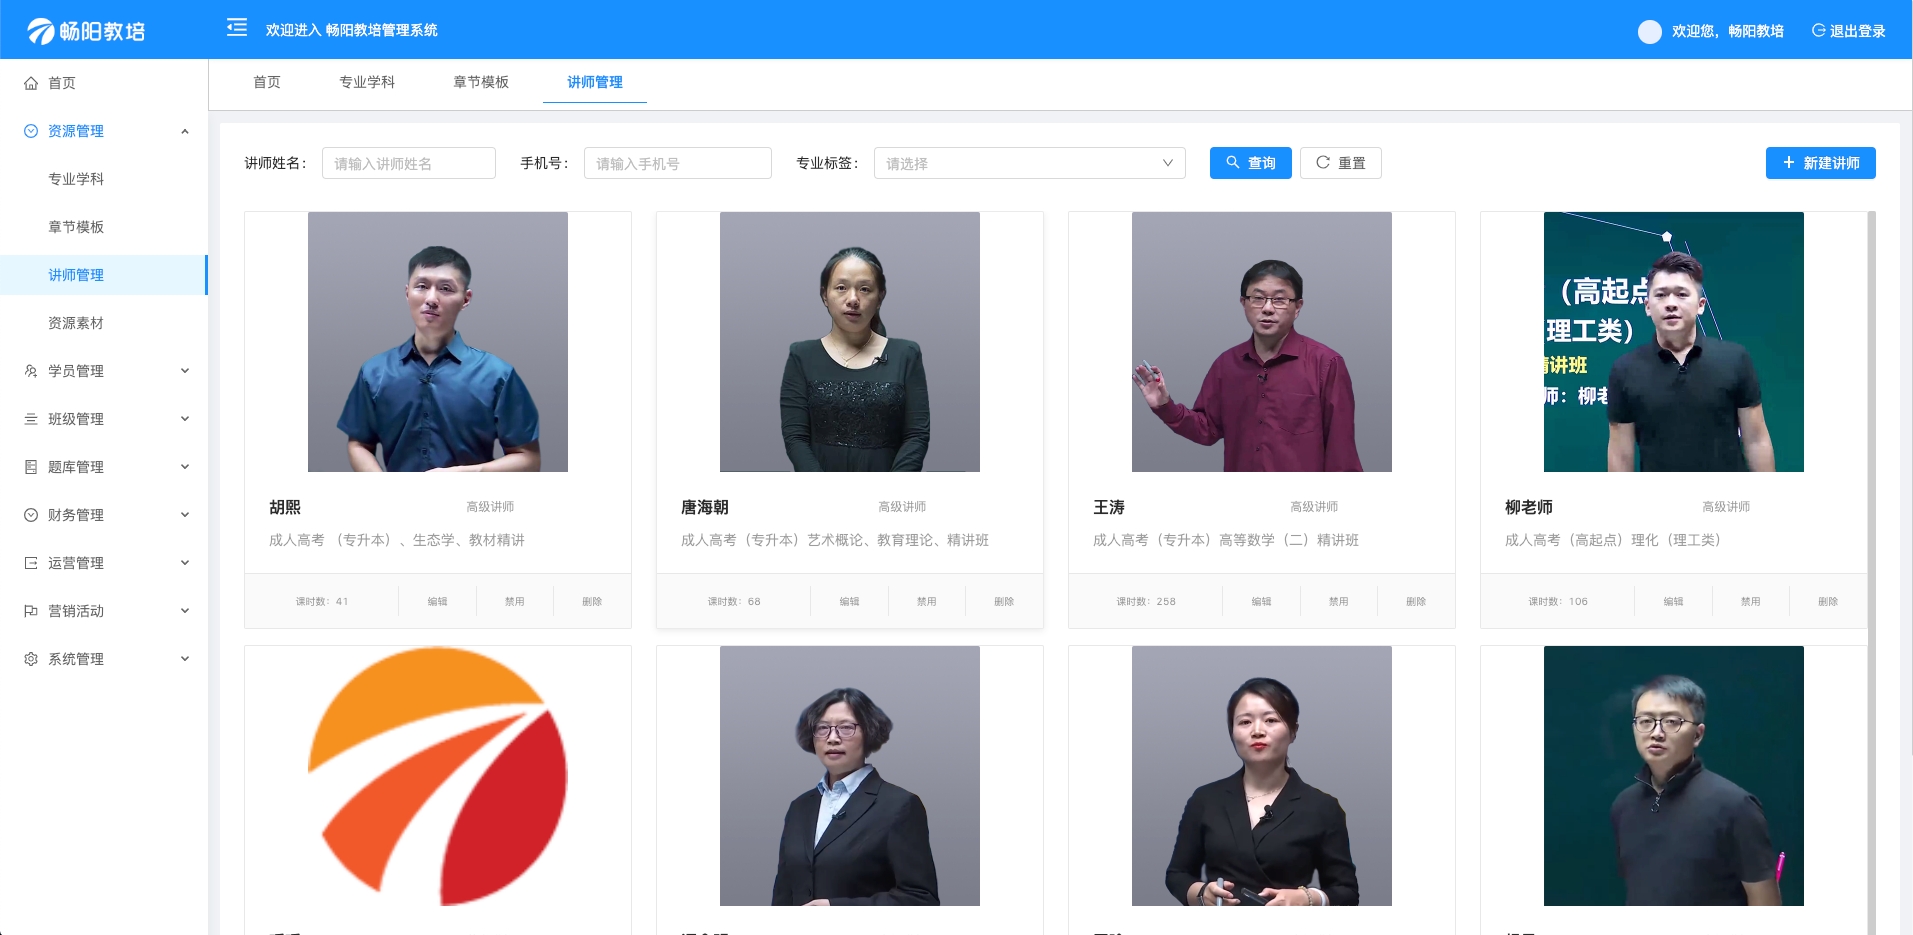 畅阳教培
欢迎进入 畅阳教培管理系统
欢迎您，畅阳教培
退出登录
首页
资源管理
专业学科
章节模板
讲师管理
资源素材
学员管理
班级管理
题库管理
财务管理
运营管理
营销活动
系统管理
首页 专业学科 章节模板 讲师管理
讲师姓名： 请输入讲师姓名 手机号： 请输入手机号 专业标签： 请选择 查询 重置 新建讲师
（高起点
理工类）
精讲班
师：柳老
胡熙 高级讲师
成人高考 （专升本）、生态学、教材精讲
课时数：41 编辑 禁用 删除
唐海朝 高级讲师
成人高考（专升本）艺术概论、教育理论、精讲班
课时数：68 编辑 禁用 删除
王涛 高级讲师
成人高考（专升本）高等数学（二）精讲班
课时数：258 编辑 禁用 删除
柳老师 高级讲师
成人高考（高起点）理化（理工类）
课时数：106 编辑 禁用 删除